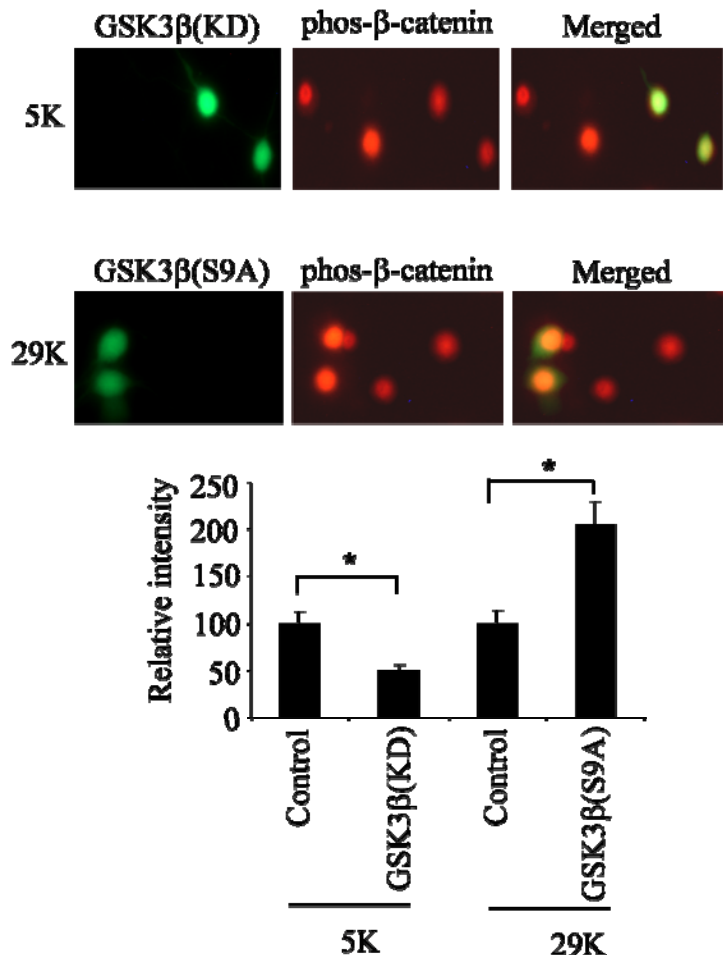 GSK3β(KD) phos-β-catenin Merged
5K
GSK3β(S9A) phos-β-catenin Merged
29K
Relative intensity
250
200
150
100
50
0
*
*
Control
GSK3β(KD)
Control
GSK3β(S9A)
5K
29K